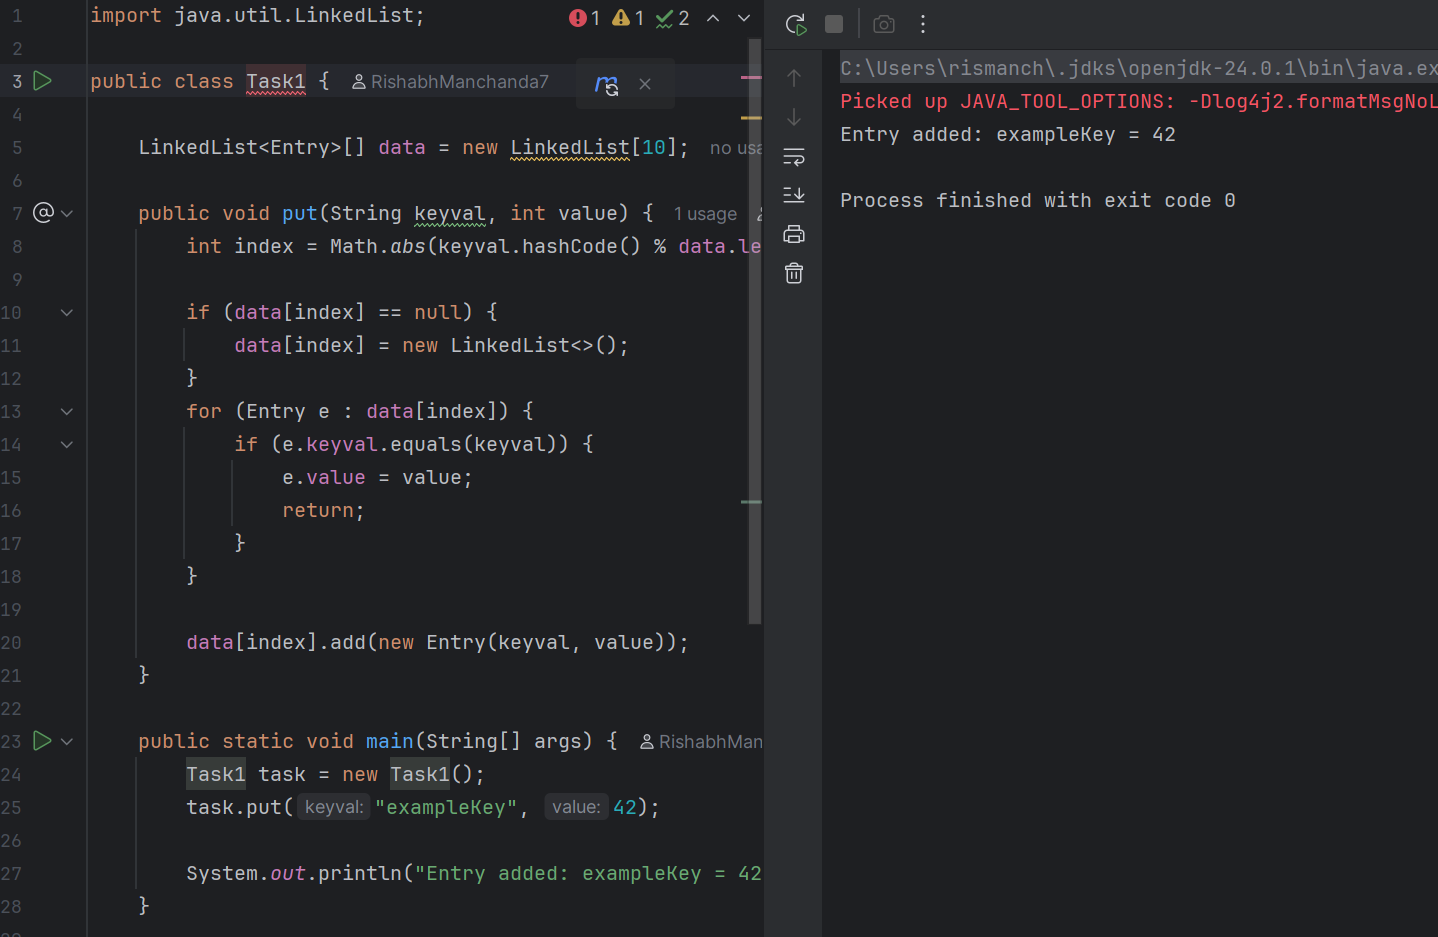 1 import java.util.LinkedList; 1 1 2
2
3 public class Task1 { RishabhManchanda7 m
4
5 LinkedList<Entry>[] data = new LinkedList[10]; no usa
6
7 @ public void put(String keyval, int value) { 1 usage
8 int index = Math.abs(keyval.hashCode() % data.le
9
10 if (data[index] == null) {
11 data[index] = new LinkedList<>();
12 }
13 for (Entry e : data[index]) {
14 if (e.keyval.equals(keyval)) {
15 e.value = value;
16 return;
17 }
18 }
19
20 data[index].add(new Entry(keyval, value));
21 }
22
23 public static void main(String[] args) { RishabhMan
24 Task1 task = new Task1();
25 task.put( keyval: "exampleKey", value: 42);
26
27 System.out.println("Entry added: exampleKey = 42
28 }
C:\Users\rismanch\.jdks\openjdk-24.0.1\bin\java.ex
Picked up JAVA_TOOL_OPTIONS: -Dlog4j2.formatMsgNoL
Entry added: exampleKey = 42
Process finished with exit code 0